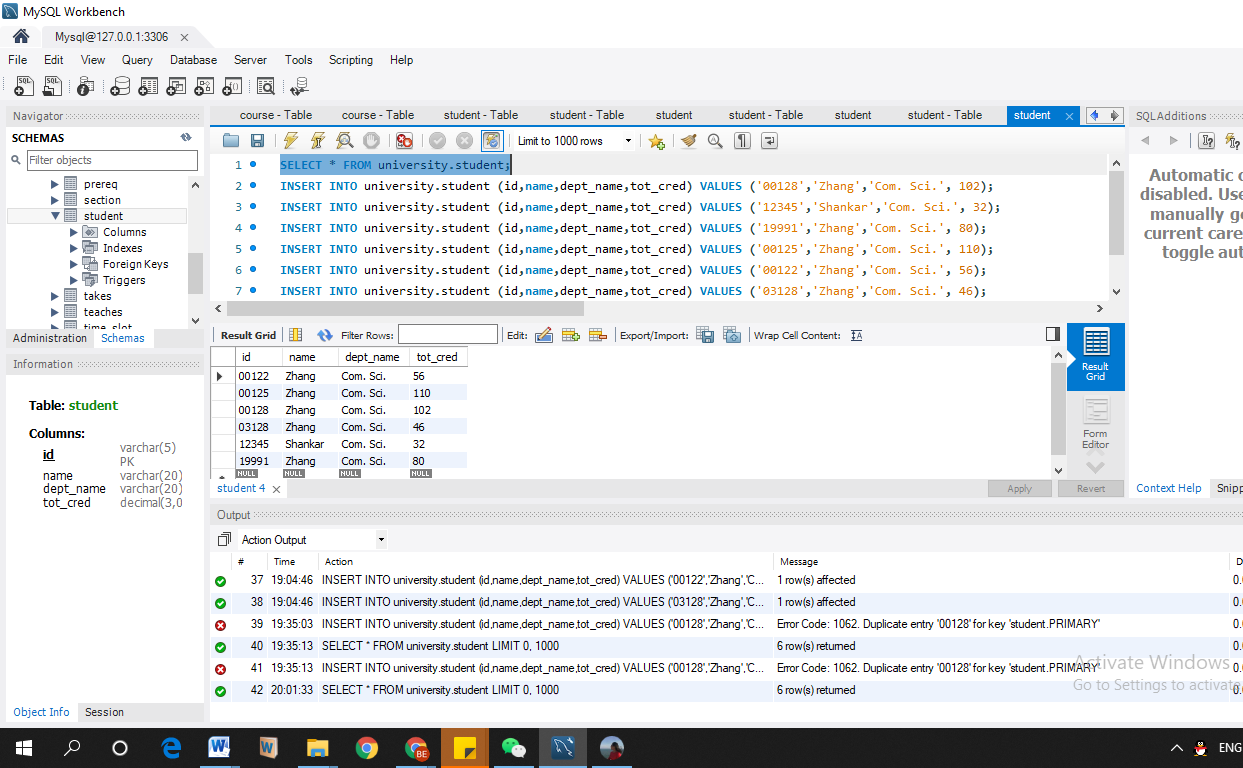 MySQL Workbench
Mysql@127.0.0.1:3306
File Edit View Query Database Server Tools Scripting Help
Navigator
SCHEMAS
Filter objects
prereq
section
student
Columns
Indexes
Foreign Keys
Triggers
takes
teaches
time_slot
Administration Schemas
Information
Table: student
Columns:
id varchar(5)
PK
name varchar(20)
dept_name varchar(20)
tot_cred decimal(3,0
Object Info Session
course - Table course - Table student - Table student - Table student student - Table student student - Table student
Limit to 1000 rows
1 SELECT * FROM university.student;
2 INSERT INTO university.student (id,name,dept_name,tot_cred) VALUES ('00128','Zhang','Com. Sci.', 102);
3 INSERT INTO university.student (id,name,dept_name,tot_cred) VALUES ('12345','Shankar','Com. Sci.', 32);
4 INSERT INTO university.student (id,name,dept_name,tot_cred) VALUES ('19991','Zhang','Com. Sci.', 80);
5 INSERT INTO university.student (id,name,dept_name,tot_cred) VALUES ('00125','Zhang','Com. Sci.', 110);
6 INSERT INTO university.student (id,name,dept_name,tot_cred) VALUES ('00122','Zhang','Com. Sci.', 56);
7 INSERT INTO university.student (id,name,dept_name,tot_cred) VALUES ('03128','Zhang','Com. Sci.', 46);
Result Grid Filter Rows: Edit: Export/Import: Wrap Cell Content:
id name dept_name tot_cred
00122 Zhang Com. Sci. 56
00125 Zhang Com. Sci. 110
00128 Zhang Com. Sci. 102
03128 Zhang Com. Sci. 46
12345 Shankar Com. Sci. 32
19991 Zhang Com. Sci. 80
NULL NULL NULL NULL
Result
Grid
Form
Editor
student 4
Apply Revert
SQLAdditions
Automatic c
disabled. Use
manually ge
current care
toggle aut
Context Help Snipp
Output
Action Output
# Time Action Message D
37 19:04:46 INSERT INTO university.student (id,name,dept_name,tot_cred) VALUES ('00122','Zhang','C... 1 row(s) affected 0.
38 19:04:46 INSERT INTO university.student (id,name,dept_name,tot_cred) VALUES ('03128','Zhang','C... 1 row(s) affected 0.
39 19:35:03 INSERT INTO university.student (id,name,dept_name,tot_cred) VALUES ('00128','Zhang','C... Error Code: 1062. Duplicate entry '00128' for key 'student.PRIMARY' 0.
40 19:35:13 SELECT * FROM university.student LIMIT 0, 1000 6 row(s) returned 0.
41 19:35:13 INSERT INTO university.student (id,name,dept_name,tot_cred) VALUES ('00128','Zhang','C... Error Code: 1062. Duplicate entry '00128' for key 'student.PRIMARY' 0.
42 20:01:33 SELECT * FROM university.student LIMIT 0, 1000 6 row(s) returned 0.
Activate Windows
Go to Settings to activate
BE
ENG